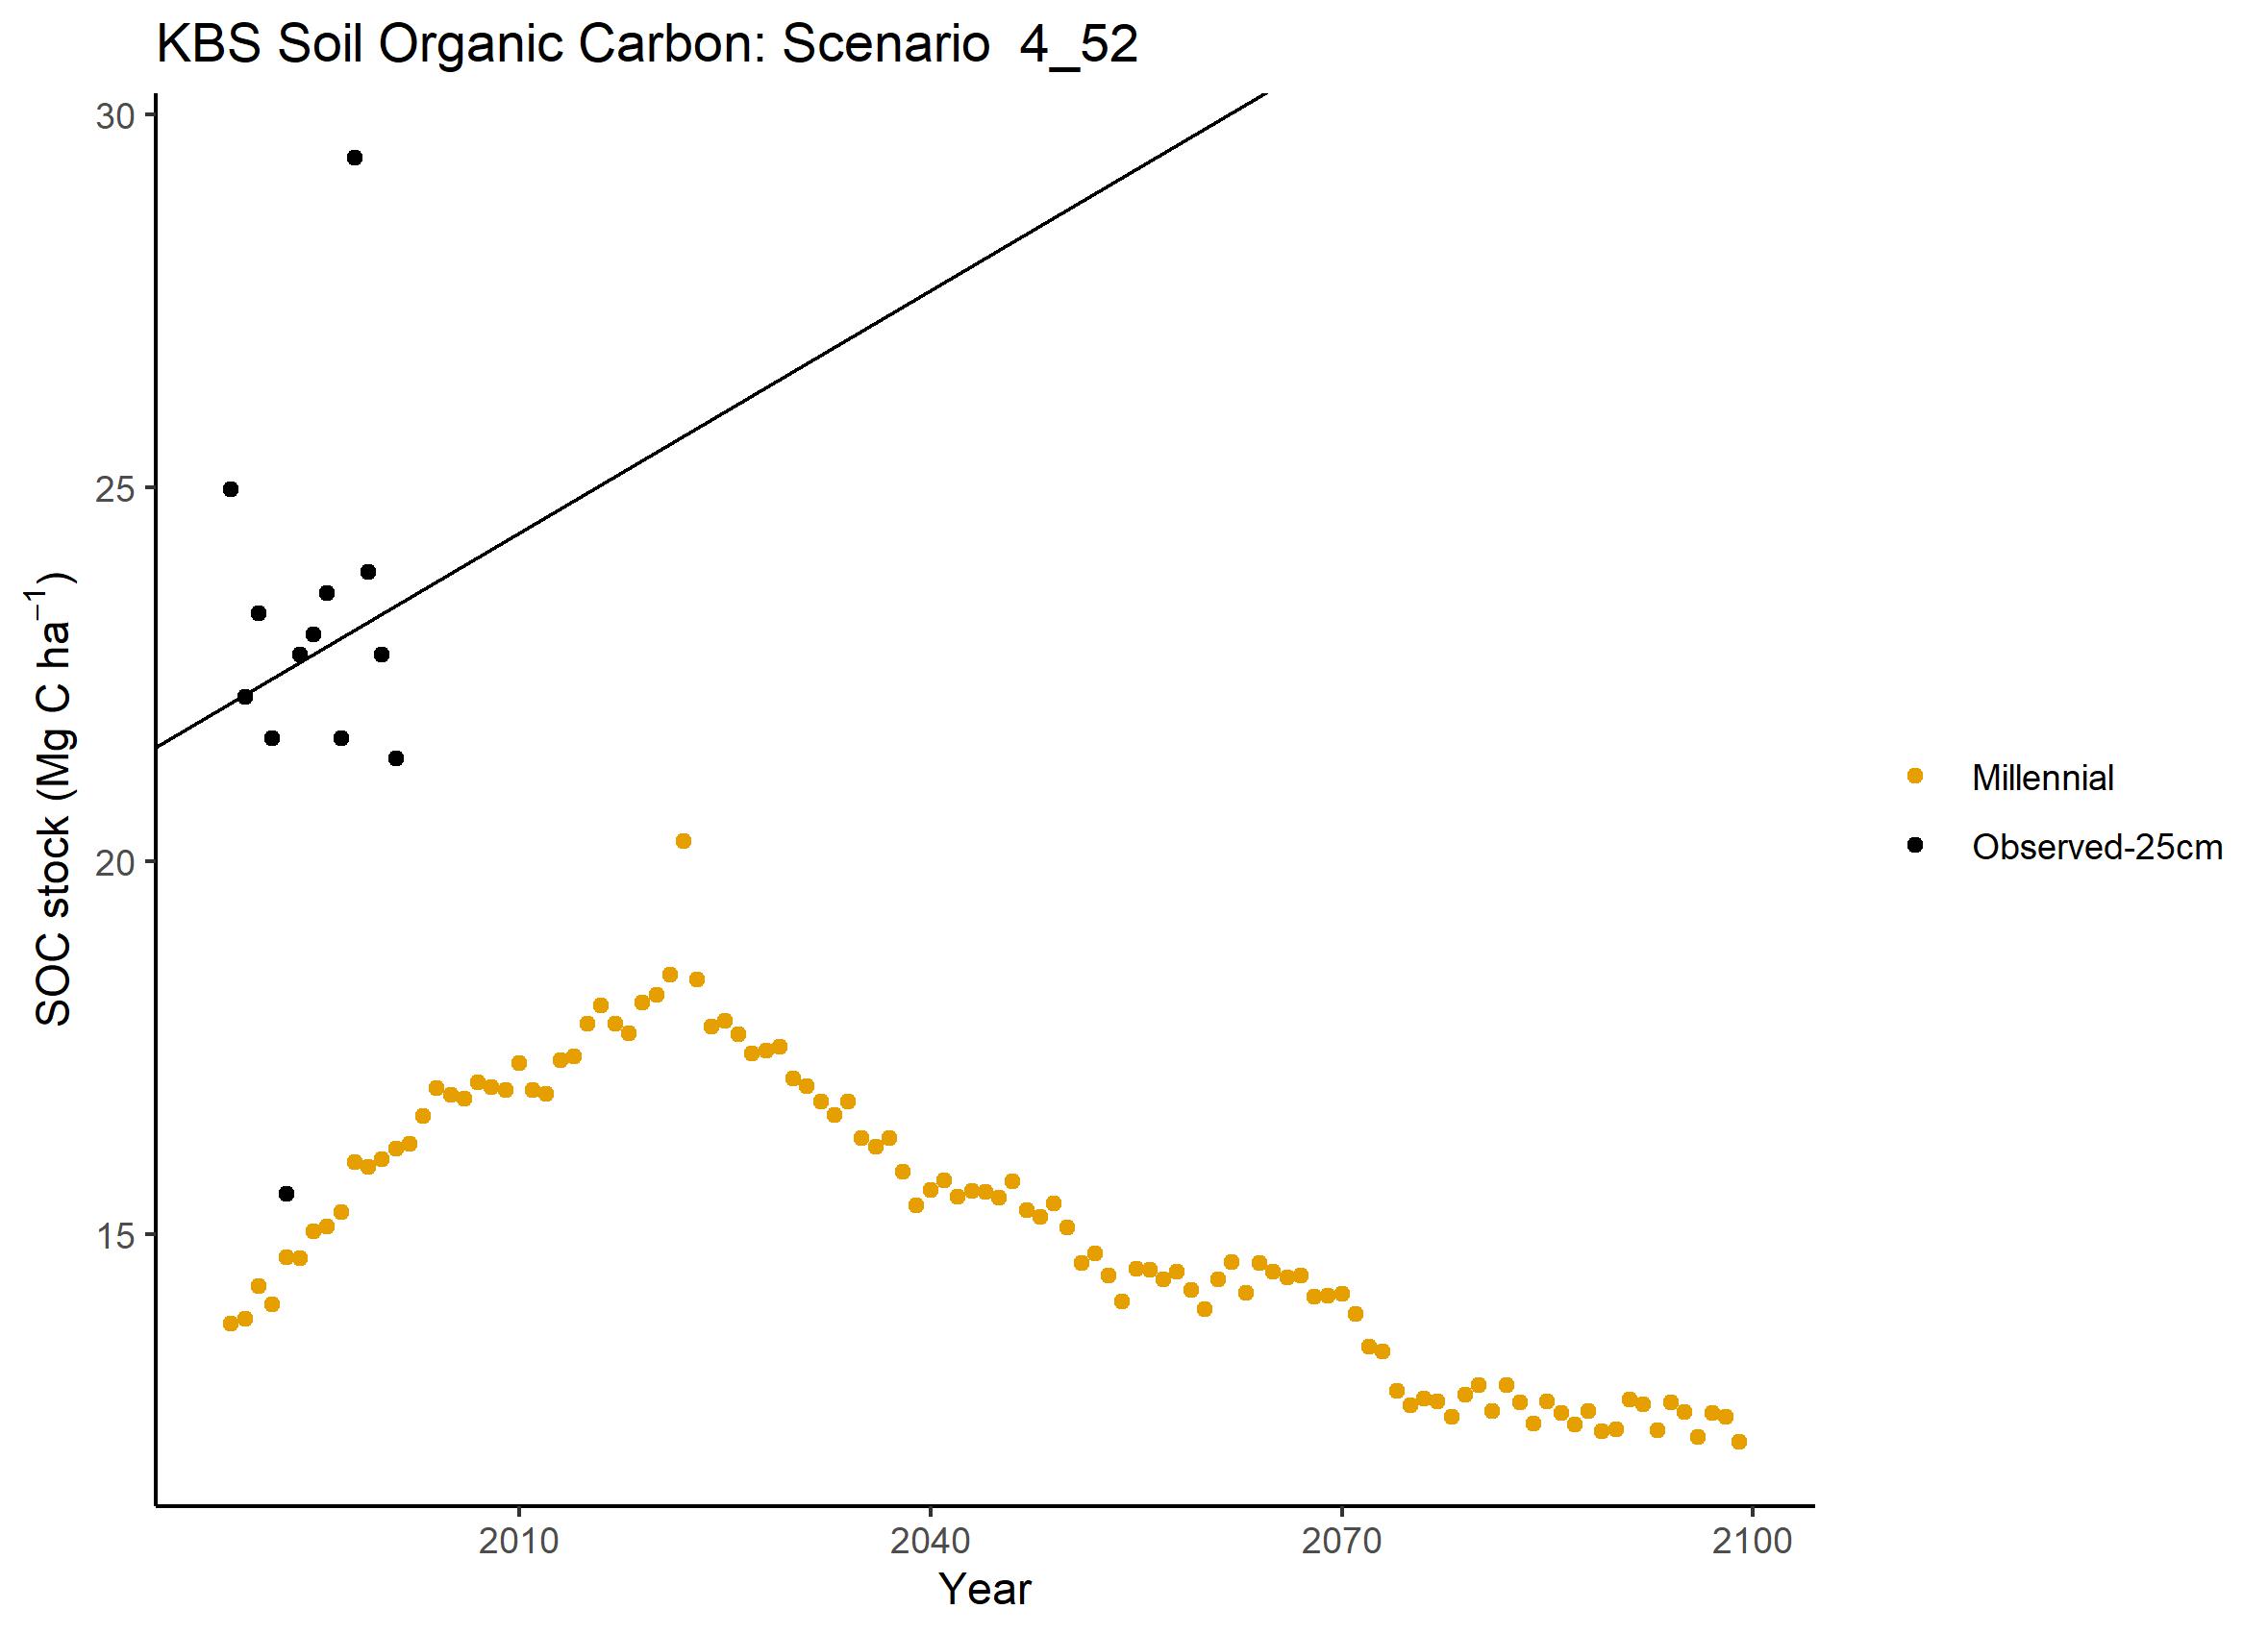 KBS Soil Organic Carbon: Scenario  4_52
30
25
20
15
SOC stock (Mg C ha⁻¹)
2010 2040 2070 2100
Year
Millennial
Observed-25cm